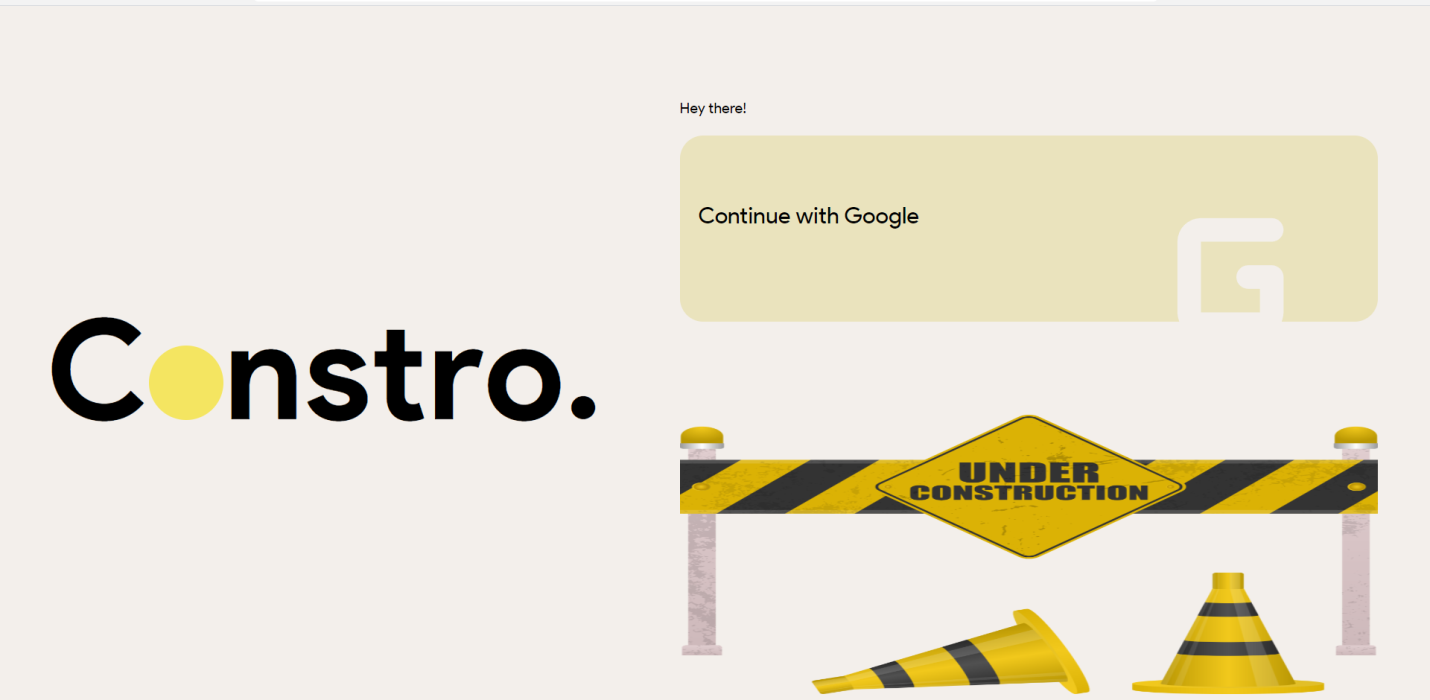 Hey there!
Continue with Google
Constro.
UNDER
CONSTRUCTION